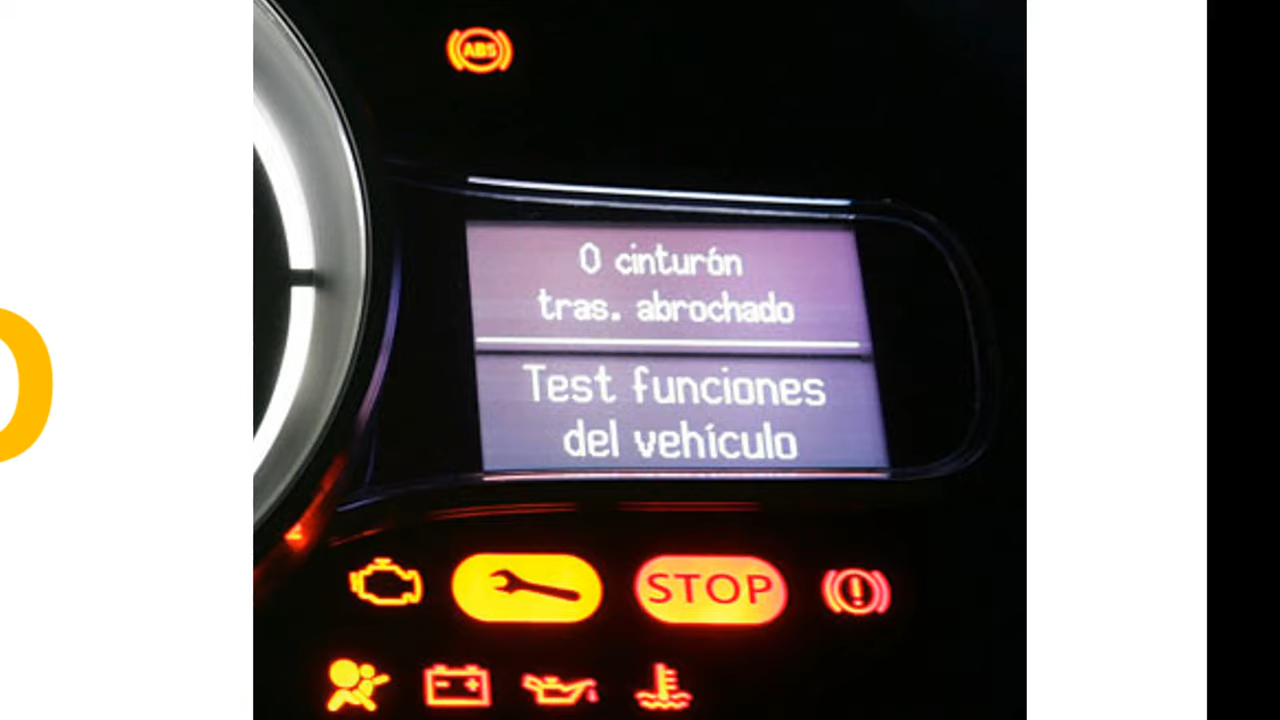 ABS
0 cinturón
tras. abrochado
Test funciones
del vehículo
STOP